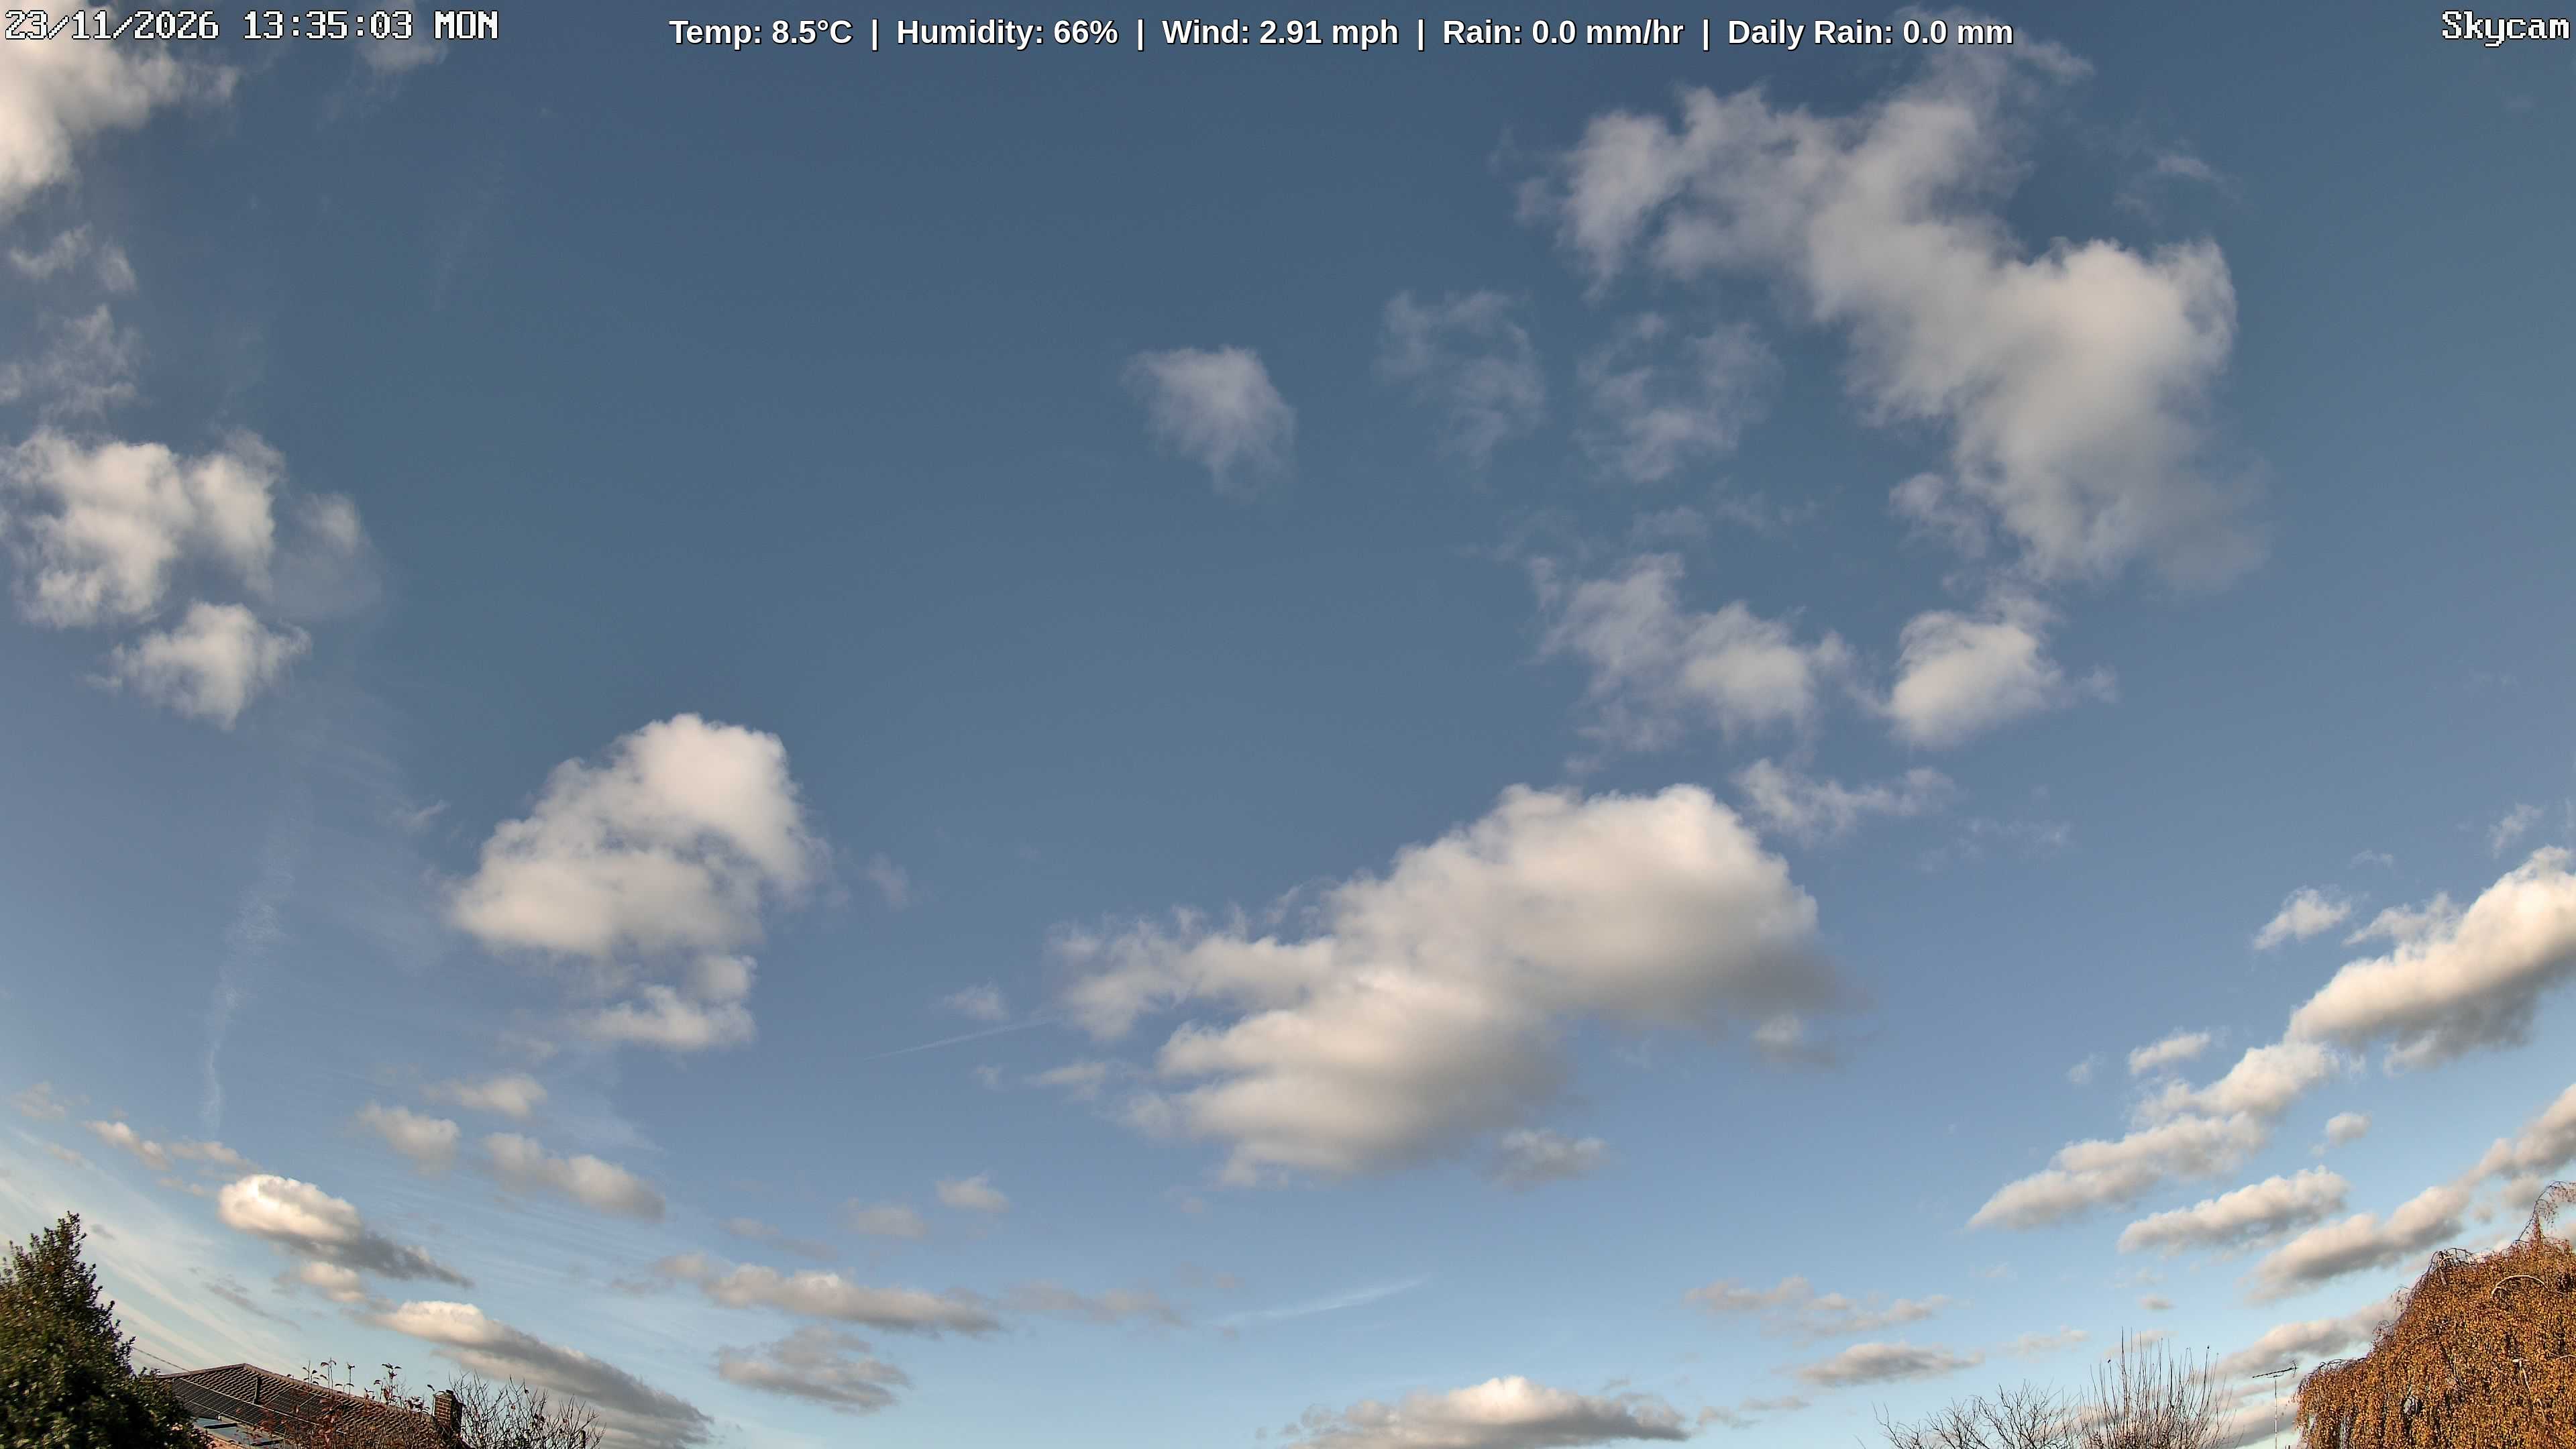 23/11/2026 13:35:03 MON
Temp: 8.5°C | Humidity: 66% | Wind: 2.91 mph | Rain: 0.0 mm/hr | Daily Rain: 0.0 mm
Skycam